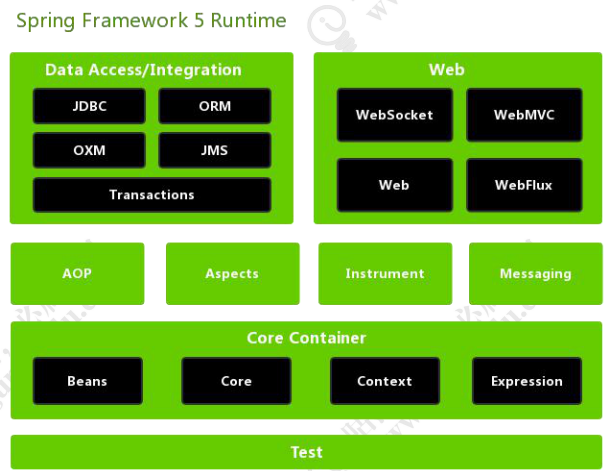 Spring Framework 5 Runtime
Data Access/Integration
JDBC
ORM
OXM
JMS
Transactions
Web
WebSocket
WebMVC
Web
WebFlux
AOP
Aspects
Instrument
Messaging
Core Container
Beans
Core
Context
Expression
Test